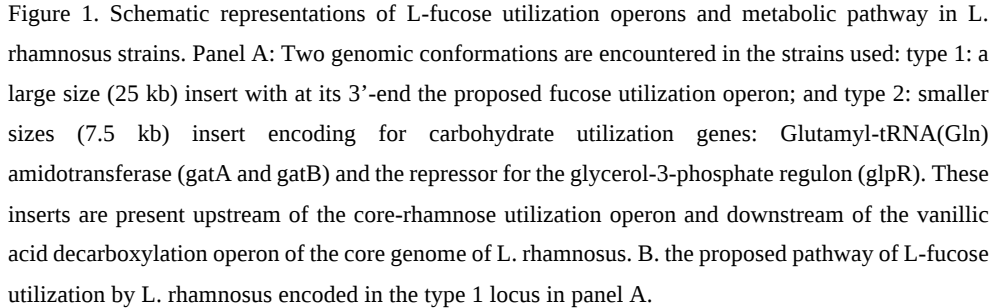 Figure 1. Schematic representations of L-fucose utilization operons and metabolic pathway in L.
rhamnosus strains. Panel A: Two genomic conformations are encountered in the strains used: type 1: a
large size (25 kb) insert with at its 3’-end the proposed fucose utilization operon; and type 2: smaller
sizes (7.5 kb) insert encoding for carbohydrate utilization genes: Glutamyl-tRNA(Gln)
amidotransferase (gatA and gatB) and the repressor for the glycerol-3-phosphate regulon (glpR). These
inserts are present upstream of the core-rhamnose utilization operon and downstream of the vanillic
acid decarboxylation operon of the core genome of L. rhamnosus. B. the proposed pathway of L-fucose
utilization by L. rhamnosus encoded in the type 1 locus in panel A.